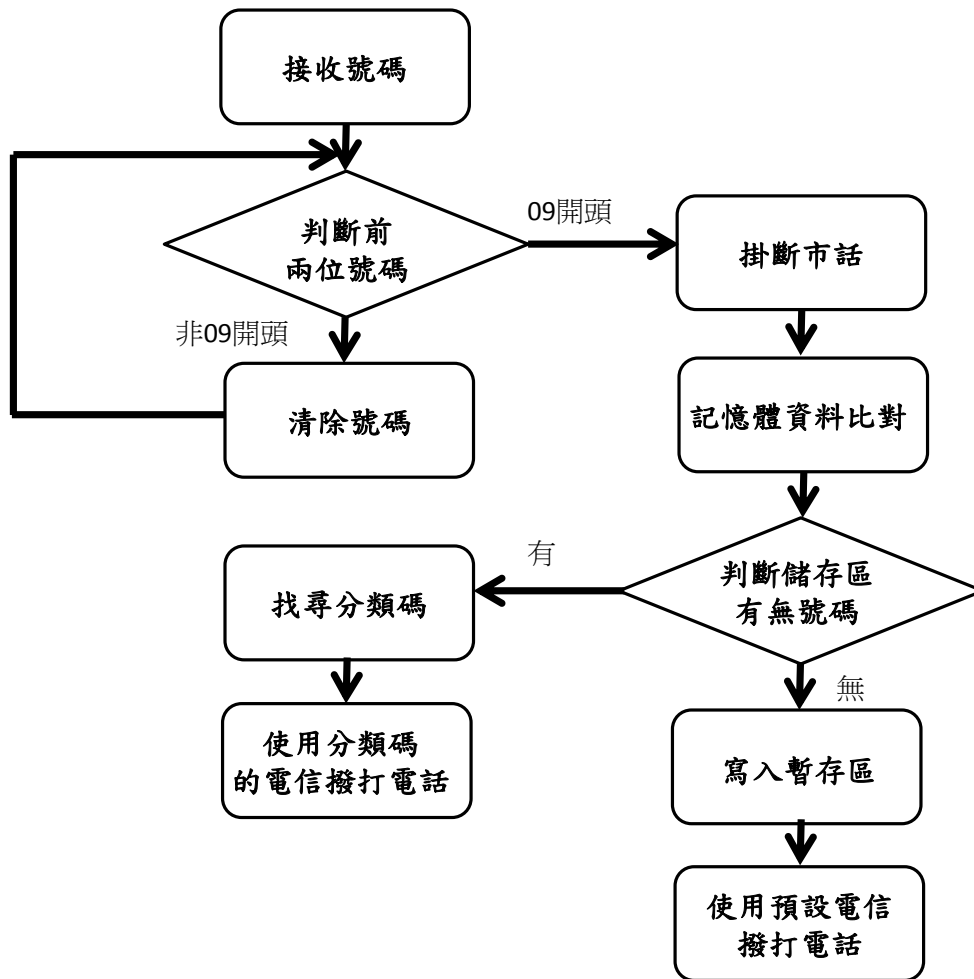 接收號碼
判斷前
兩位號碼
09開頭
掛斷市話
非09開頭
清除號碼
記憶體資料比對
判斷儲存區
有無號碼
有
找尋分類碼
無
使用分類碼
的電信撥打電話
寫入暫存區
使用預設電信
撥打電話